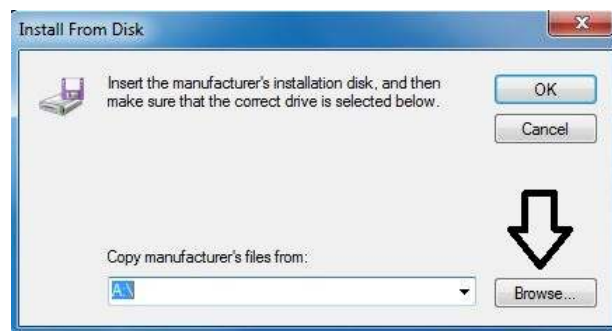 Install From Disk
Insert the manufacturer's installation disk, and then
make sure that the correct drive is selected below.
OK
Cancel
Copy manufacturer's files from:
A:\
Browse...